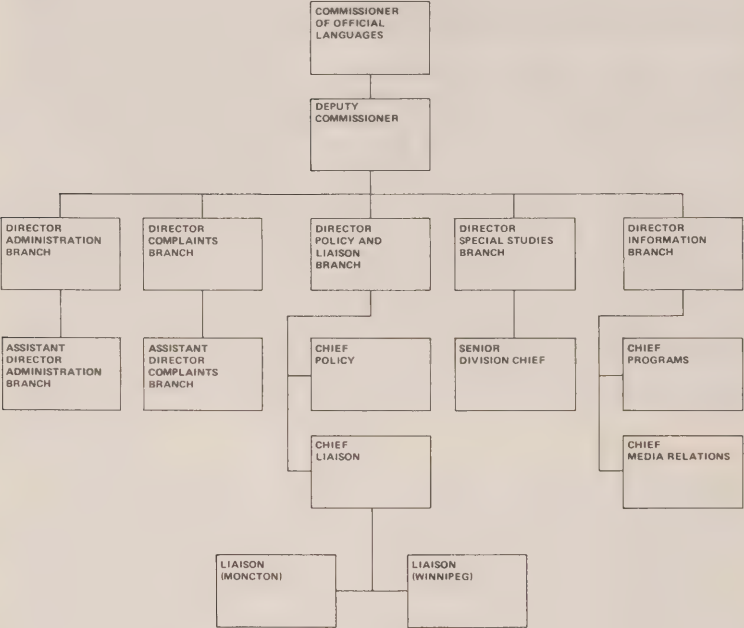 COMMISSIONER
OF OFFICIAL
LANGUAGES
DEPUTY
COMMISSIONER
DIRECTOR
ADMINISTRATION
BRANCH
DIRECTOR
COMPLAINTS
BRANCH
DIRECTOR
POLICY AND
LIAISON
BRANCH
DIRECTOR
SPECIAL STUDIES
BRANCH
DIRECTOR
INFORMATION
BRANCH
ASSISTANT
DIRECTOR
ADMINISTRATION
BRANCH
ASSISTANT
DIRECTOR
COMPLAINTS
BRANCH
CHIEF
POLICY
SENIOR
DIVISION CHIEF
CHIEF
PROGRAMS
CHIEF
LIAISON
CHIEF
MEDIA RELATIONS
LIAISON
(MONCTON)
LIAISON
(WINNIPEG)